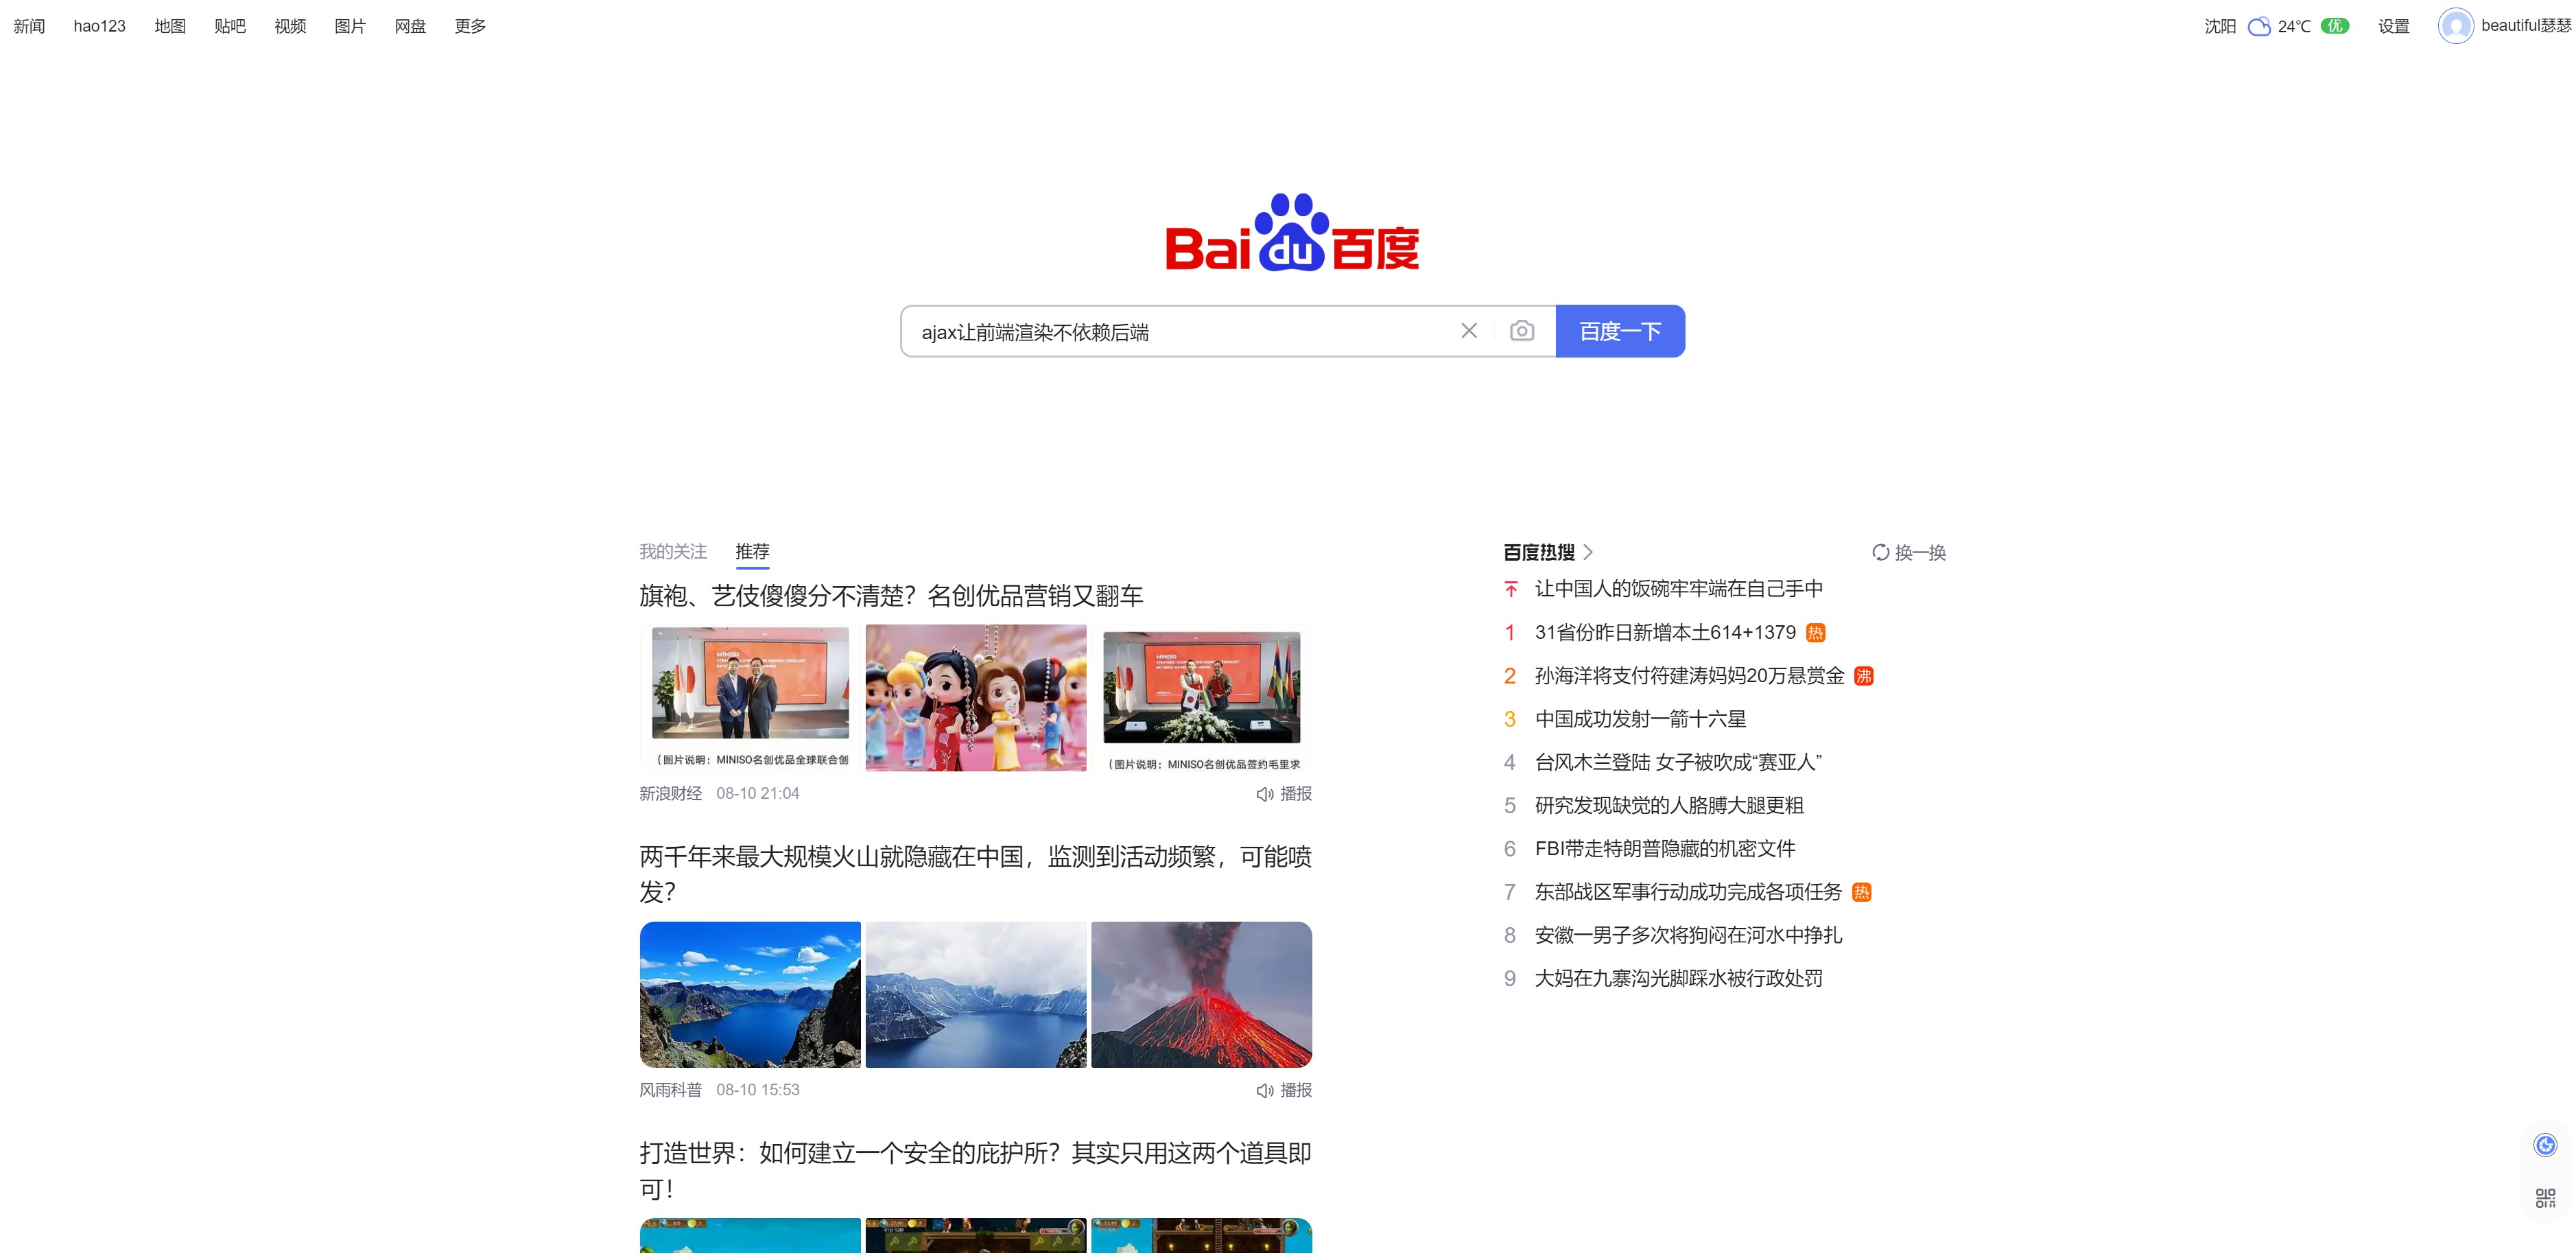 新闻 hao123 地图 贴吧 视频 图片 网盘 更多
沈阳 24℃ 优 设置 beautiful瑟瑟
Bai du 百度
ajax让前端渲染不依赖后端 百度一下
我的关注 推荐
旗袍、艺伎傻傻分不清楚？名创优品营销又翻车
（图片说明：MINISO名创优品全球联合创
（图片说明：MINISO名创优品签约毛里求
新浪财经 08-10 21:04 播报
两千年来最大规模火山就隐藏在中国，监测到活动频繁，可能喷
发？
风雨科普 08-10 15:53 播报
打造世界：如何建立一个安全的庇护所？其实只用这两个道具即
可！
百度热搜 换一换
让中国人的饭碗牢牢端在自己手中
1 31省份昨日新增本土614+1379 热
2 孙海洋将支付符建涛妈妈20万悬赏金 沸
3 中国成功发射一箭十六星
4 台风木兰登陆 女子被吹成“赛亚人”
5 研究发现缺觉的人胳膊大腿更粗
6 FBI带走特朗普隐藏的机密文件
7 东部战区军事行动成功完成各项任务 热
8 安徽一男子多次将狗闷在河水中挣扎
9 大妈在九寨沟光脚踩水被行政处罚